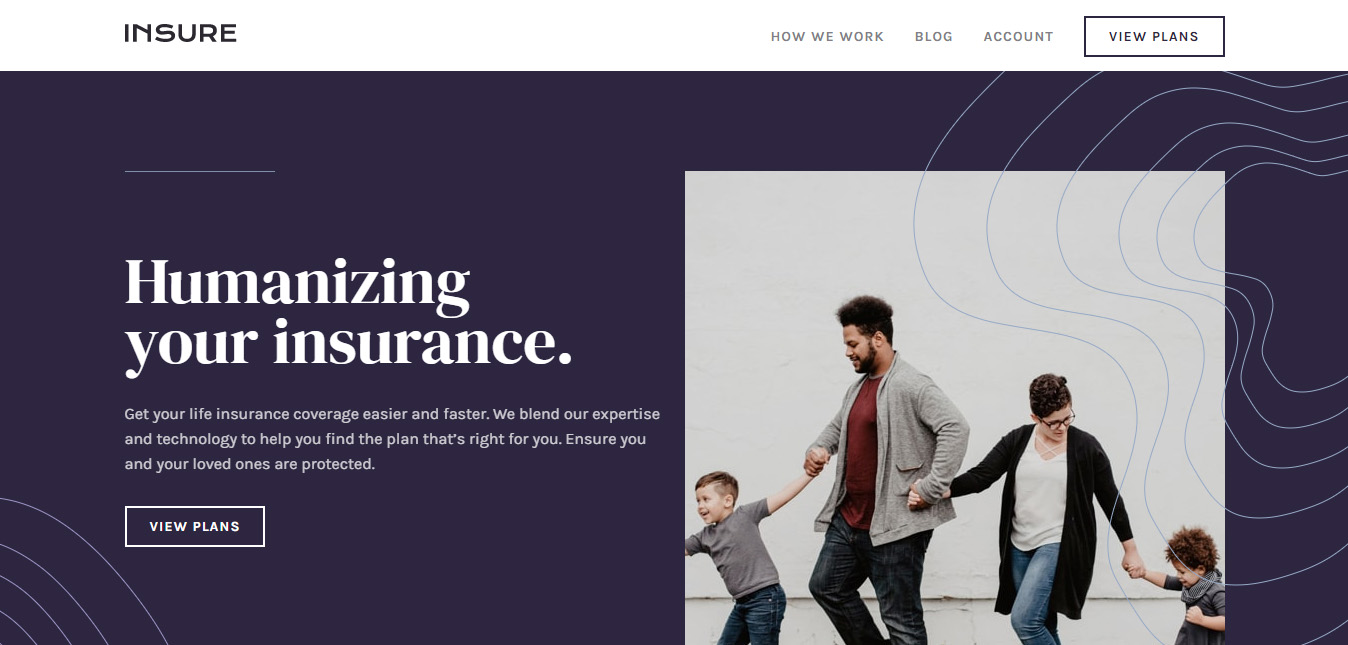 INSURE
HOW WE WORK
BLOG
ACCOUNT
VIEW PLANS
Humanizing
your insurance.
Get your life insurance coverage easier and faster. We blend our expertise
and technology to help you find the plan that’s right for you. Ensure you
and your loved ones are protected.
VIEW PLANS